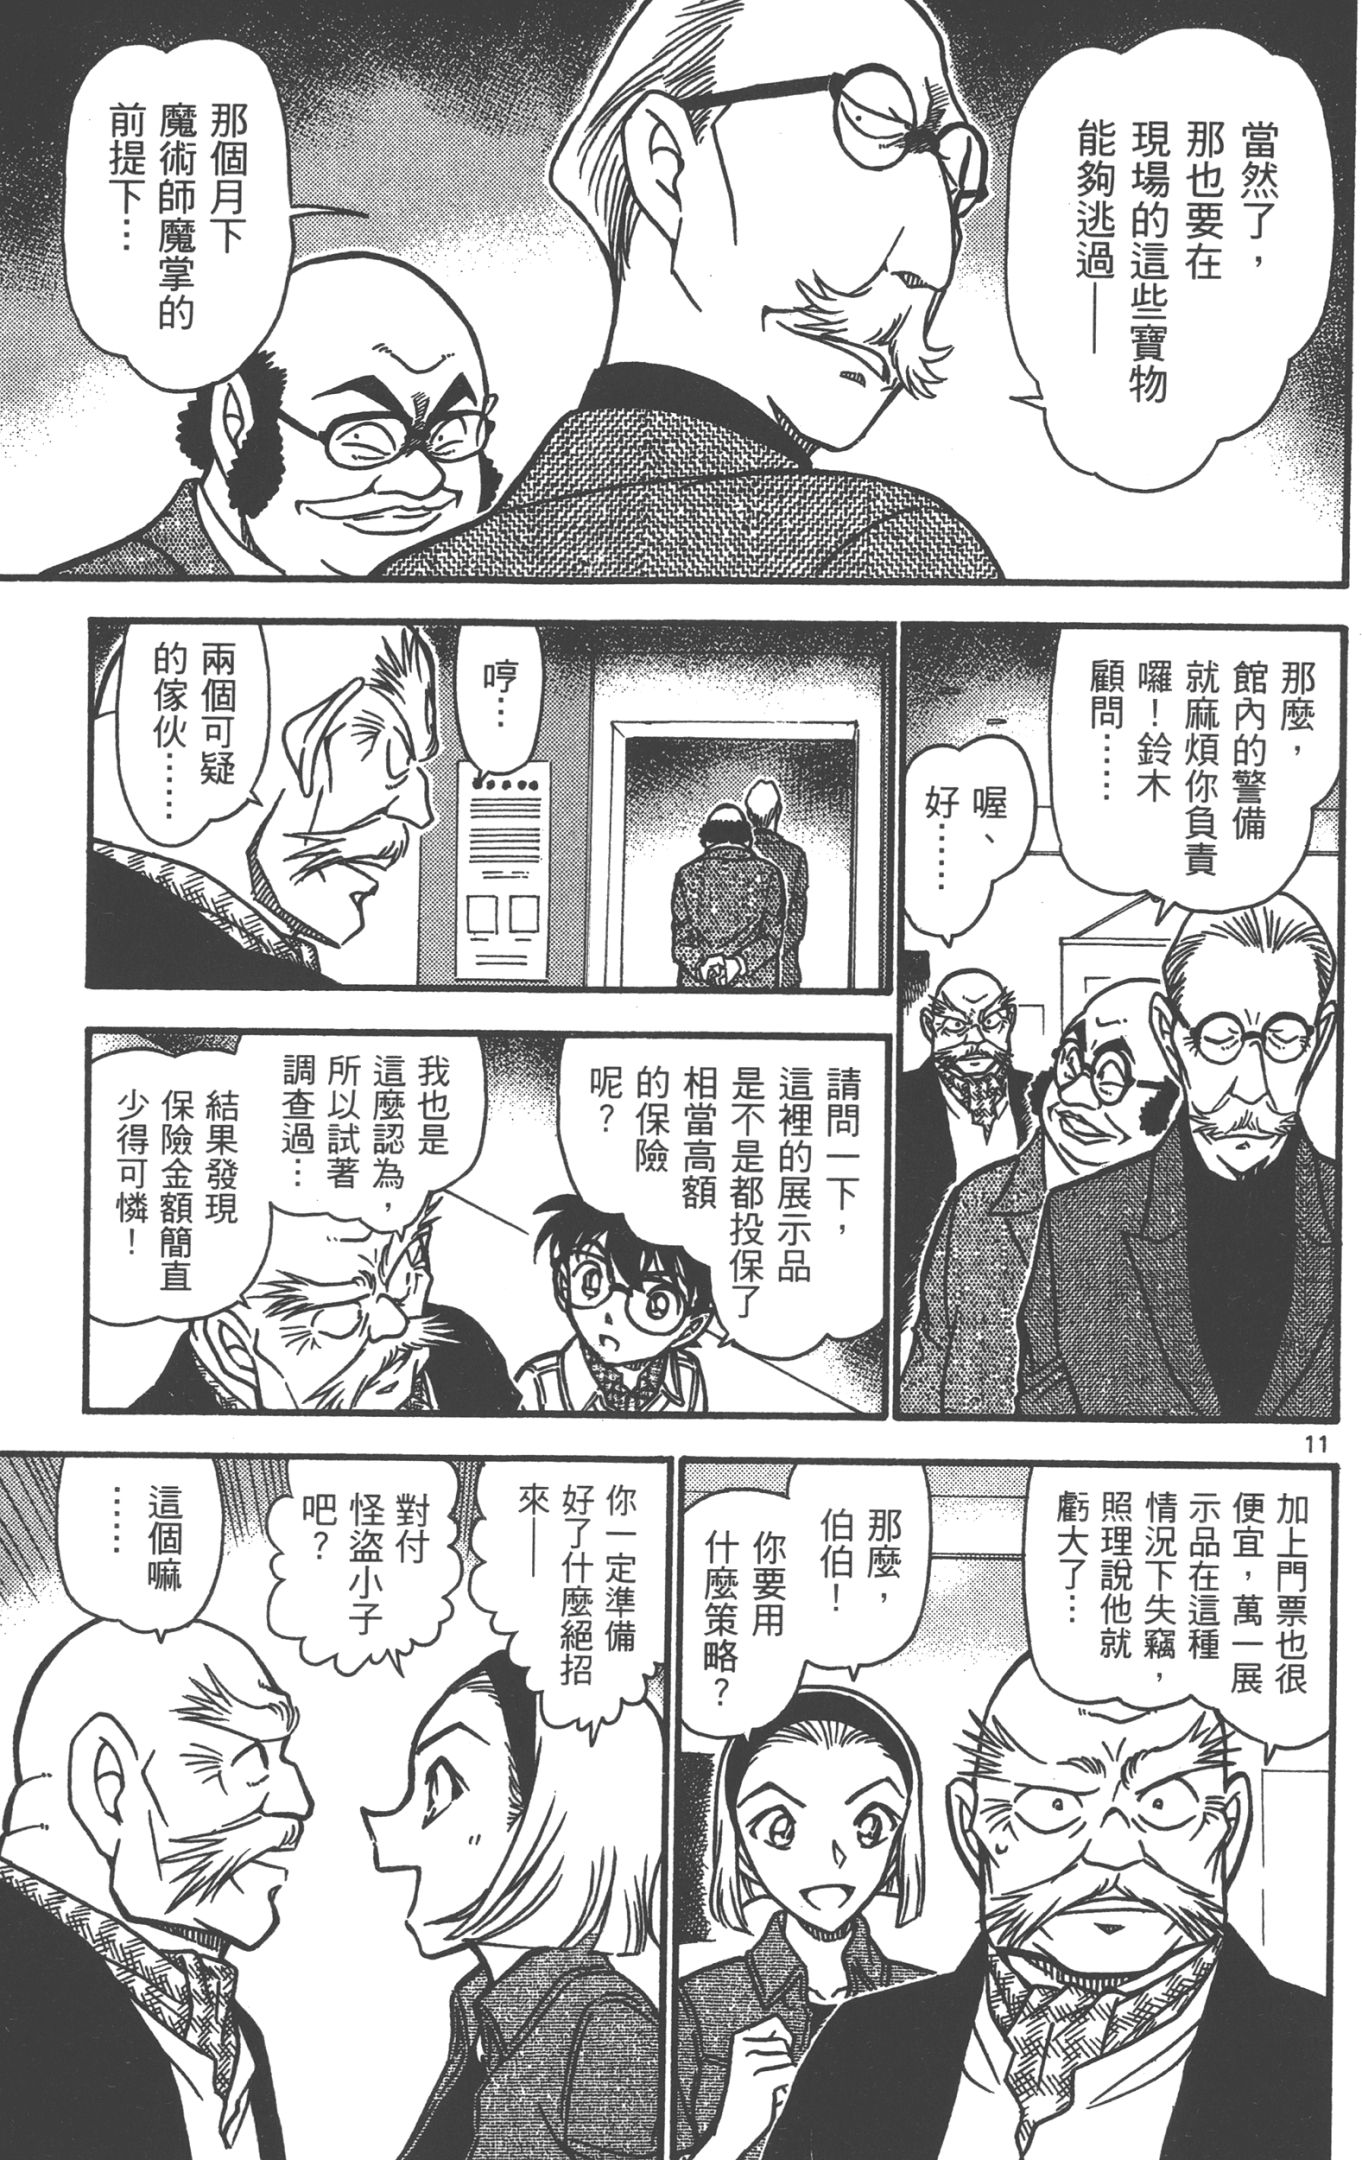 當然了，
那也要在
現場的這些寶物
能夠逃過——
那個月下
魔術師魔掌的
前提下…
那麼，
館內的警備
就麻煩你負責
囉！鈴木
顧問……
喔、
好……
哼…
兩個可疑
的傢伙……
請問一下，
這裡的展示品
是不是都投保了
相當高額
的保險
呢？
我也是
這麼認為，
所以試著
調查過…
結果發現
保險金額簡直
少得可憐！
11
加上門票也很
便宜，萬一展
示品在這種
情況下失竊，
照理說他就
虧大了…
那麼，
伯伯！
你要用
什麼策略？
你一定準備
好了什麼絕招
來——
對付
怪盜小子
吧？
這個嘛
……